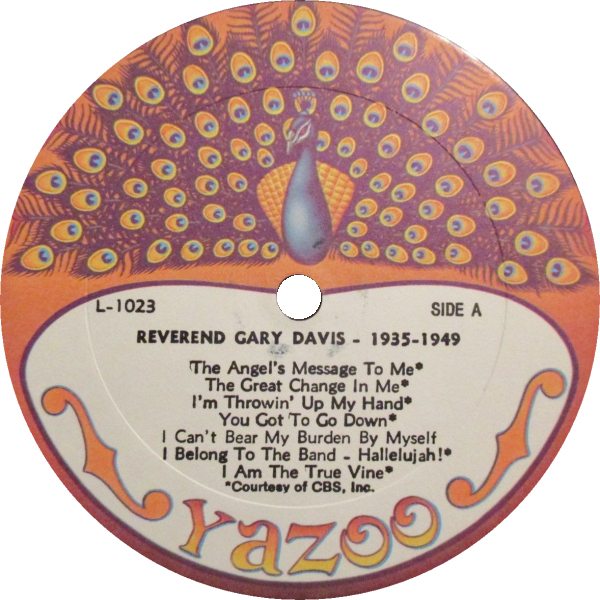 L-1023
SIDE A
REVEREND GARY DAVIS - 1935-1949
The Angel's Message To Me*
The Great Change In Me*
I'm Throwin' Up My Hand*
You Got To Go Down*
I Can't Bear My Burden By Myself
I Belong To The Band - Hallelujah!*
I Am The True Vine*
*Courtesy of CBS, Inc.
Yazoo